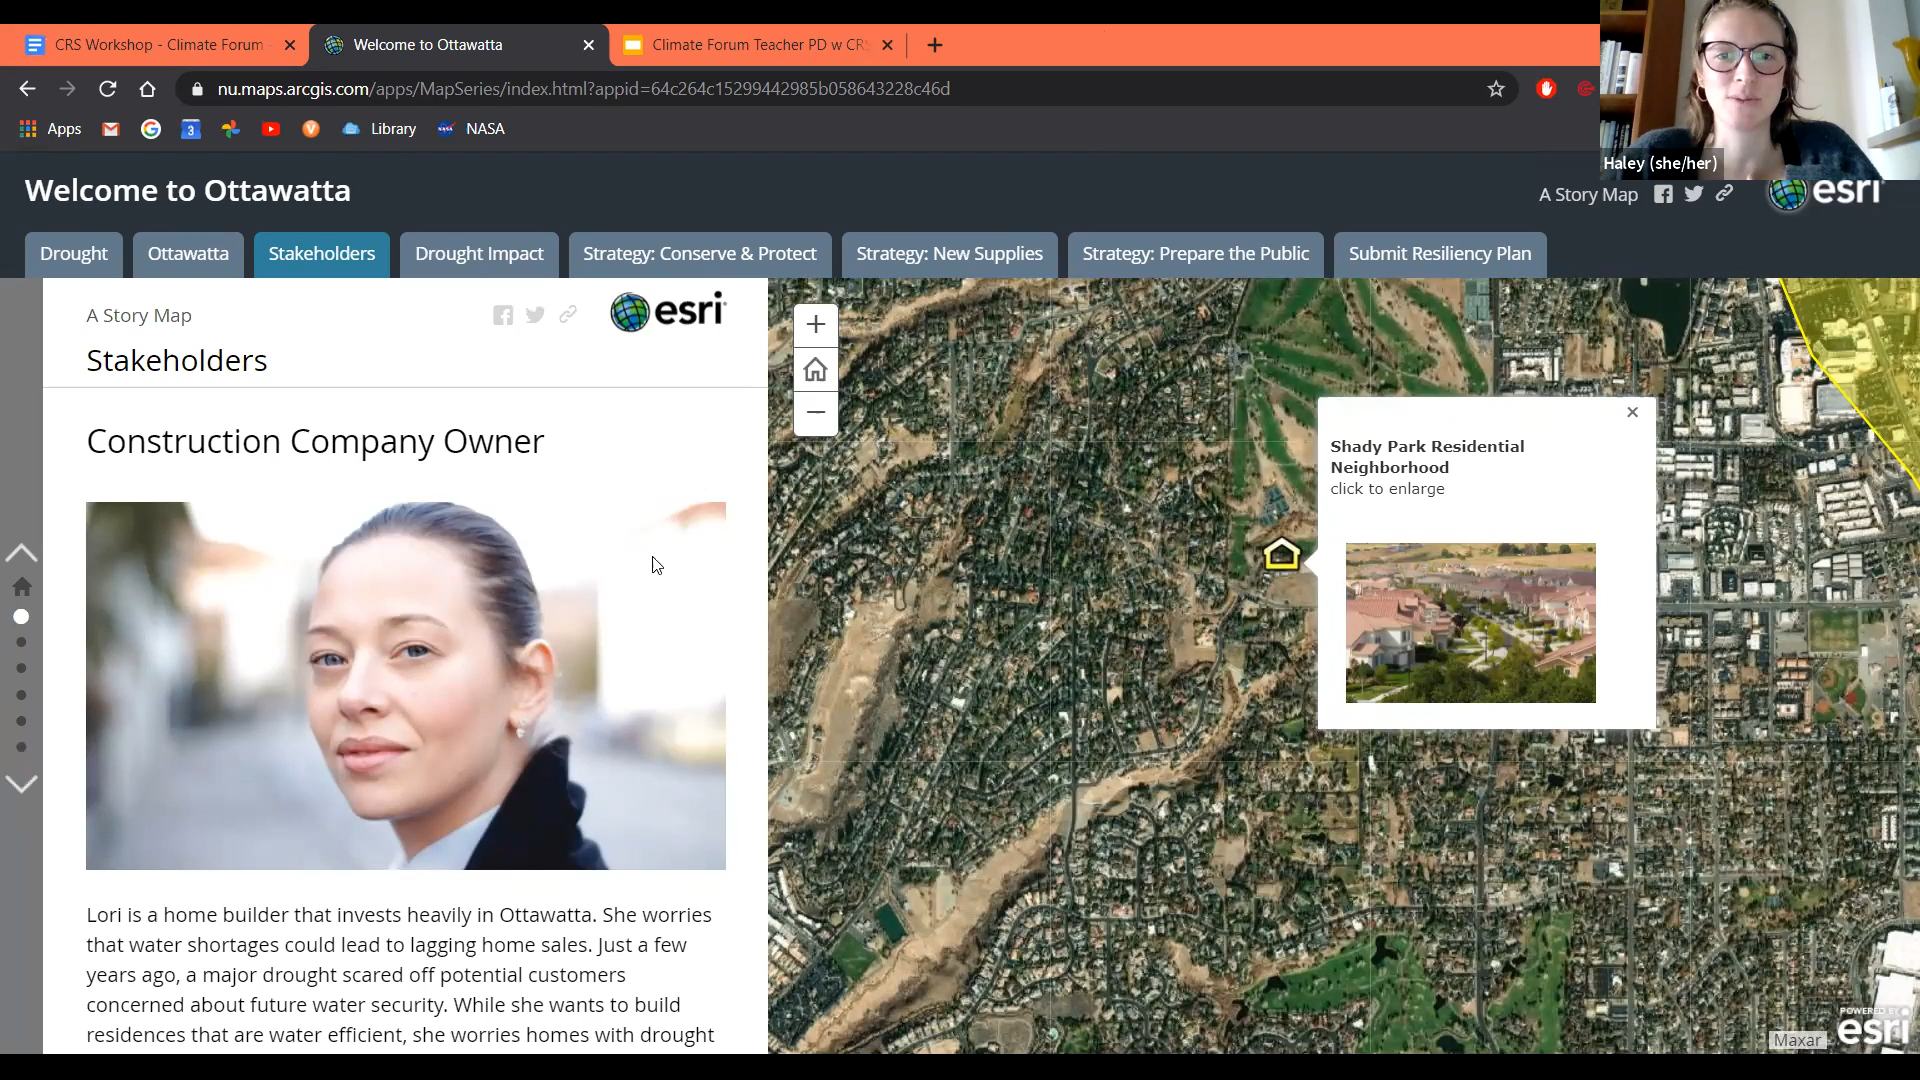 CRS Workshop - Climate Forum
Welcome to Ottawatta
Climate Forum Teacher PD w CRS
nu.maps.arcgis.com/apps/MapSeries/index.html?appid=64c264c15299442985b058643228c46d
Apps
3
Library
NASA
NASA
Haley (she/her)
Welcome to Ottawatta
A Story Map
esri
Drought
Ottawatta
Stakeholders
Drought Impact
Strategy: Conserve & Protect
Strategy: New Supplies
Strategy: Prepare the Public
Submit Resiliency Plan
A Story Map
esri
Stakeholders
Construction Company Owner
Lori is a home builder that invests heavily in Ottawatta. She worries
that water shortages could lead to lagging home sales. Just a few
years ago, a major drought scared off potential customers
concerned about future water security. While she wants to build
residences that are water efficient, she worries homes with drought
Shady Park Residential
Neighborhood
click to enlarge
POWERED BY
esri
Maxar